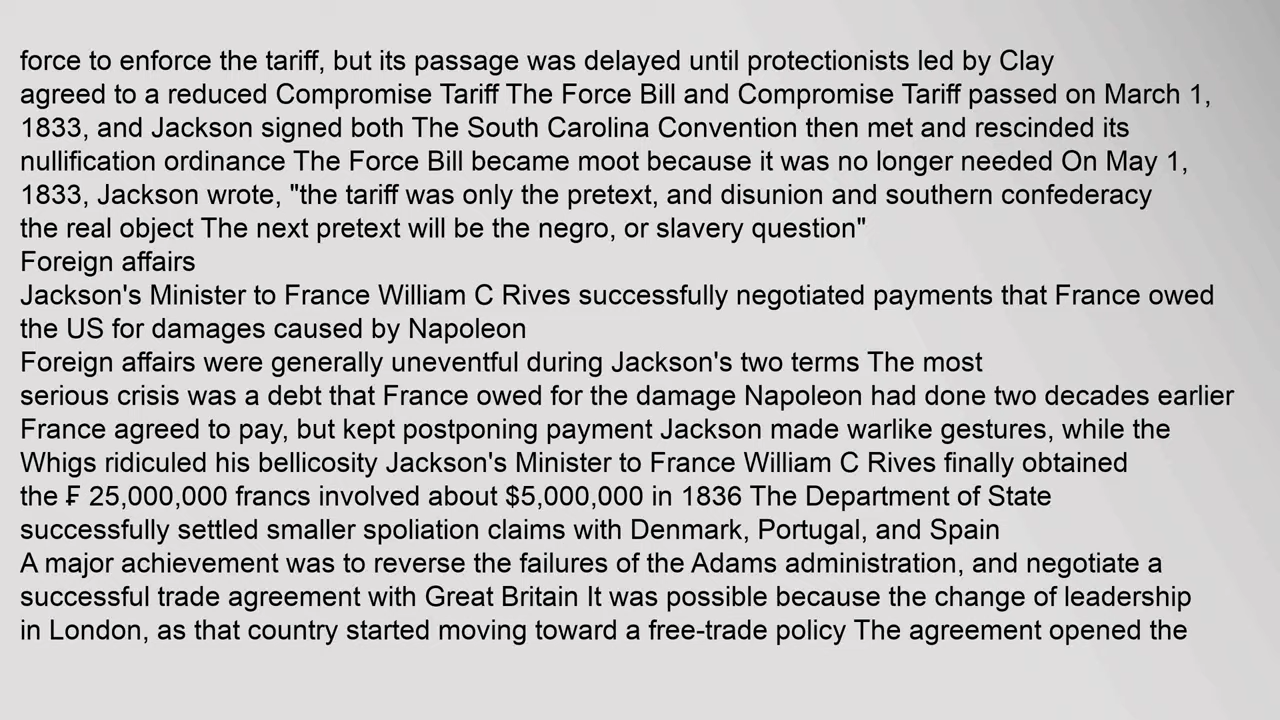 force to enforce the tariff, but its passage was delayed until protectionists led by Clay
agreed to a reduced Compromise Tariff The Force Bill and Compromise Tariff passed on March 1,
1833, and Jackson signed both The South Carolina Convention then met and rescinded its
nullification ordinance The Force Bill became moot because it was no longer needed On May 1,
1833, Jackson wrote, "the tariff was only the pretext, and disunion and southern confederacy
the real object The next pretext will be the negro, or slavery question"
Foreign affairs
Jackson's Minister to France William C Rives successfully negotiated payments that France owed
the US for damages caused by Napoleon
Foreign affairs were generally uneventful during Jackson's two terms The most
serious crisis was a debt that France owed for the damage Napoleon had done two decades earlier
France agreed to pay, but kept postponing payment Jackson made warlike gestures, while the
Whigs ridiculed his bellicosity Jackson's Minister to France William C Rives finally obtained
the ₣ 25,000,000 francs involved about $5,000,000 in 1836 The Department of State
successfully settled smaller spoliation claims with Denmark, Portugal, and Spain
A major achievement was to reverse the failures of the Adams administration, and negotiate a
successful trade agreement with Great Britain It was possible because the change of leadership
in London, as that country started moving toward a free-trade policy The agreement opened the